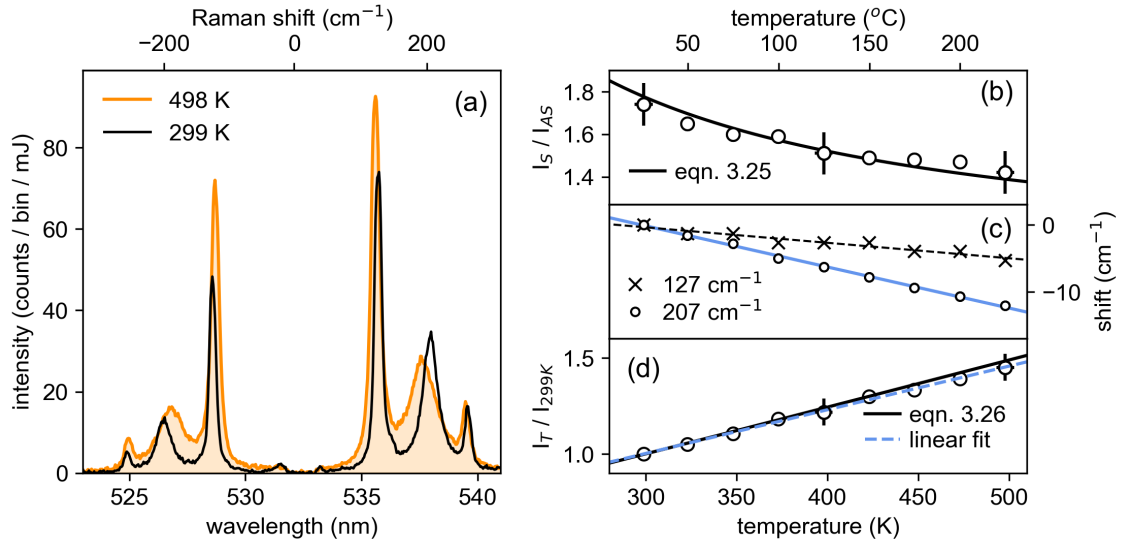 Raman shift (cm⁻¹)
−200 0 200
498 K
299 K
(a)
intensity (counts / bin / mJ)
80
60
40
20
0
525 530 535 540
wavelength (nm)
temperature (°C)
50 100 150 200
I_S / I_AS
1.8
1.6
1.4
(b)
eqn. 3.25
(c)
127 cm⁻¹
207 cm⁻¹
0
−10
shift (cm⁻¹)
I_T / I_299K
1.5
1.0
(d)
eqn. 3.26
linear fit
300 350 400 450 500
temperature (K)